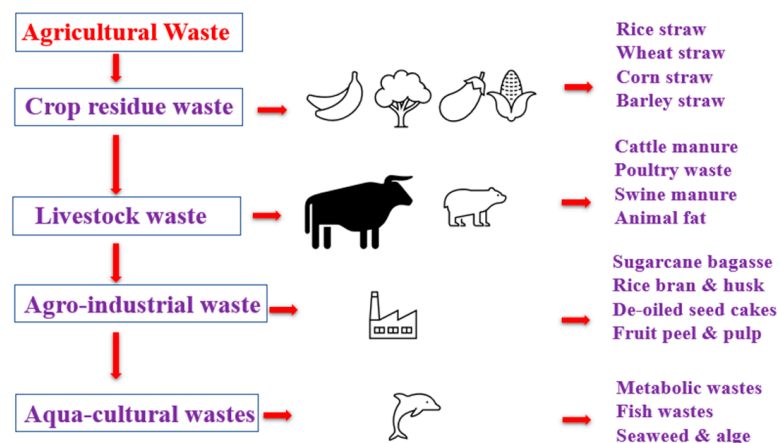 Agricultural Waste
Crop residue waste
Rice straw
Wheat straw
Corn straw
Barley straw
Livestock waste
Cattle manure
Poultry waste
Swine manure
Animal fat
Agro-industrial waste
Sugarcane bagasse
Rice bran & husk
De-oiled seed cakes
Fruit peel & pulp
Aqua-cultural wastes
Metabolic wastes
Fish wastes
Seaweed & alge